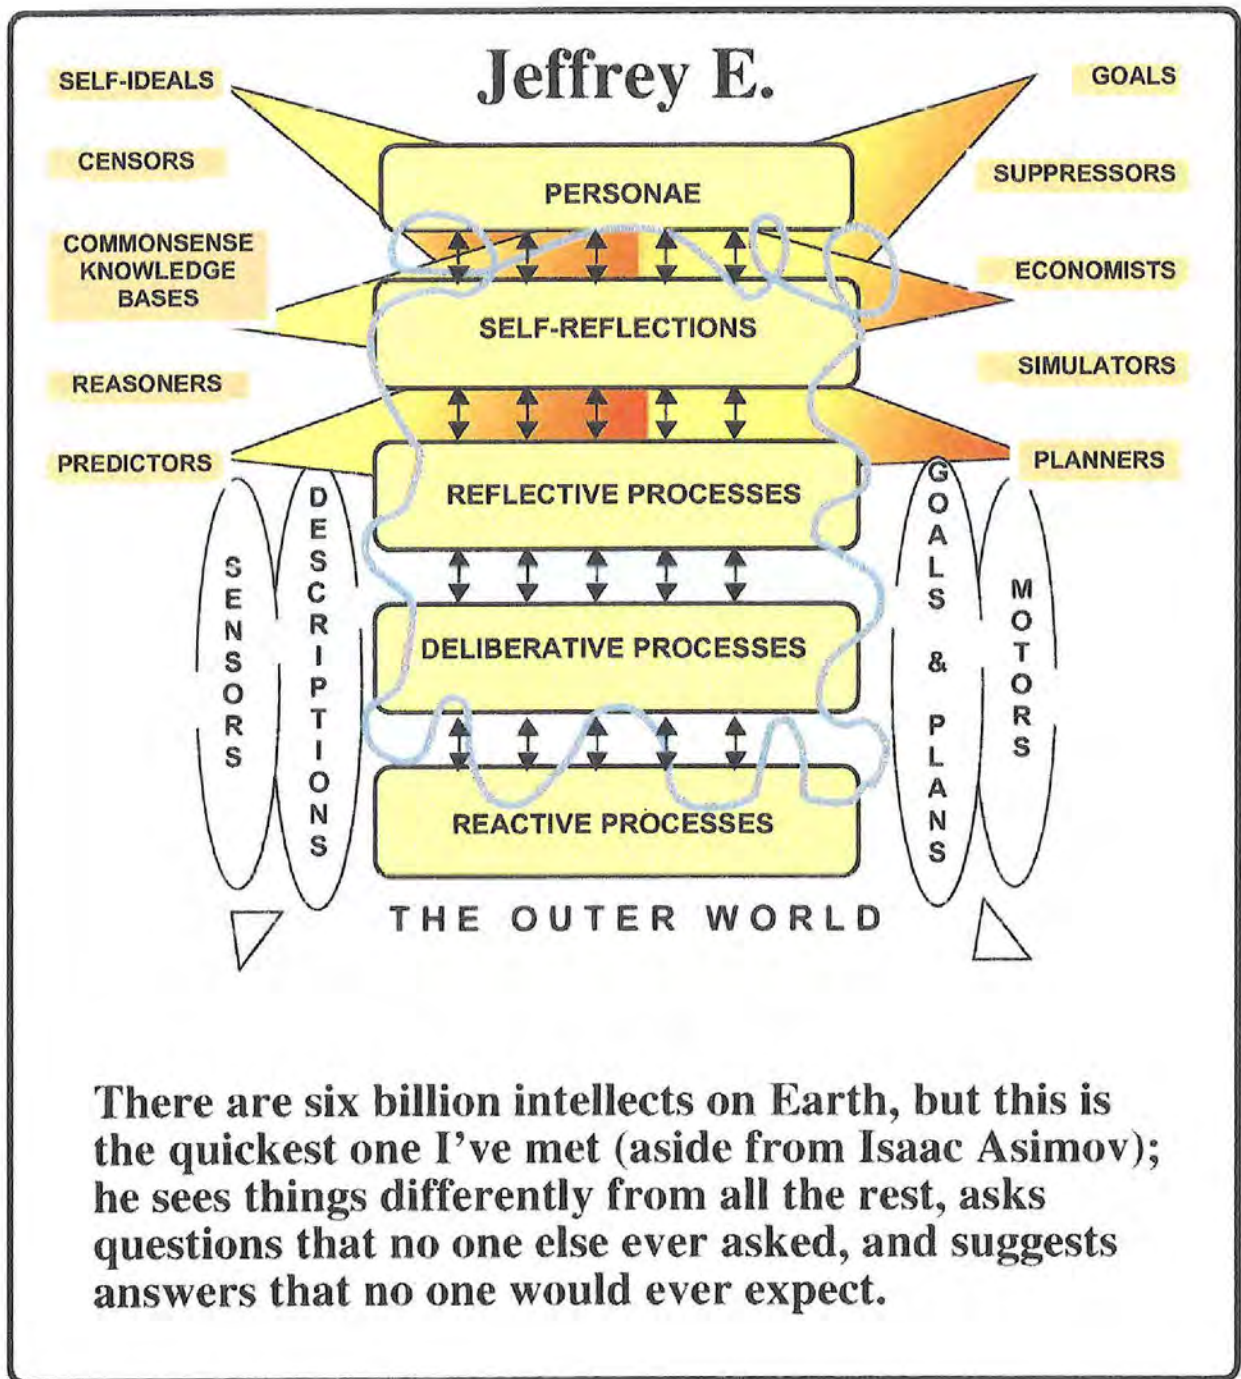 Jeffrey E.
SELF-IDEALS
CENSORS
COMMONSENSE
KNOWLEDGE
BASES
REASONERS
PREDICTORS
GOALS
SUPPRESSORS
ECONOMISTS
SIMULATORS
PLANNERS
PERSONAE
SELF-REFLECTIONS
REFLECTIVE PROCESSES
DELIBERATIVE PROCESSES
REACTIVE PROCESSES
SENSORS
DESCRIPTIONS
GOALS & PLANS
MOTORS
THE OUTER WORLD
There are six billion intellects on Earth, but this is
the quickest one I've met (aside from Isaac Asimov);
he sees things differently from all the rest, asks
questions that no one else ever asked, and suggests
answers that no one would ever expect.